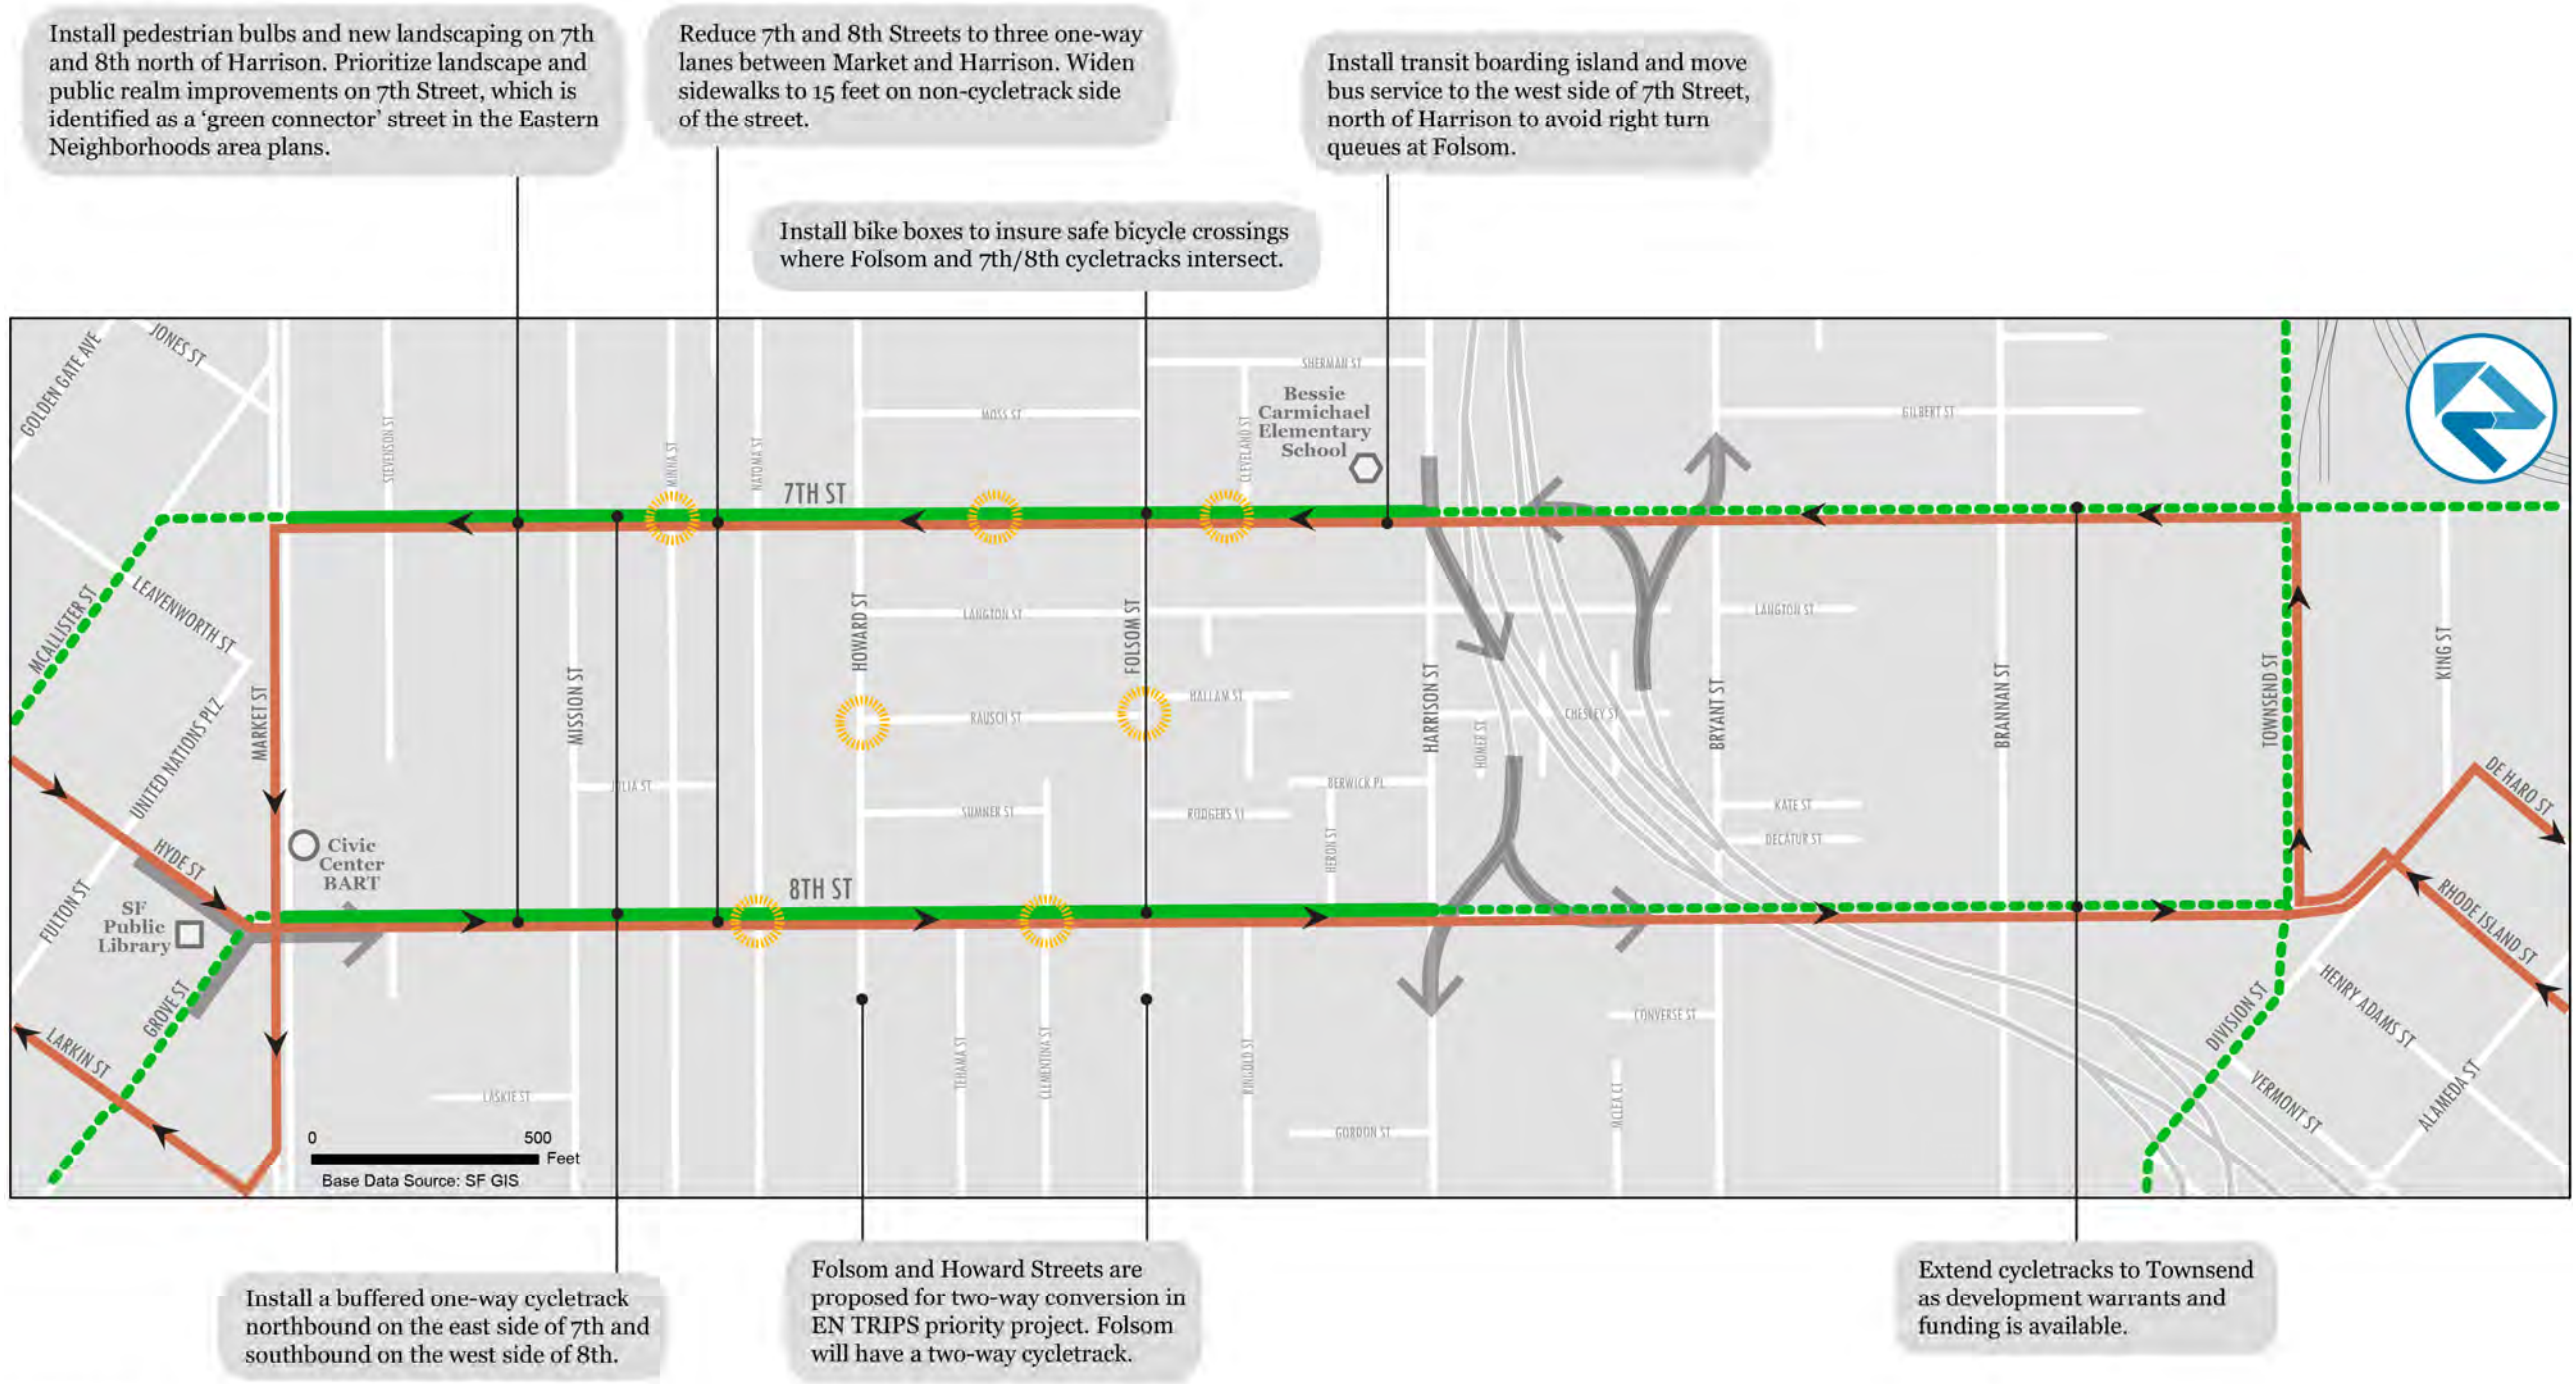 Install pedestrian bulbs and new landscaping on 7th
and 8th north of Harrison. Prioritize landscape and
public realm improvements on 7th Street, which is
identified as a ‘green connector’ street in the Eastern
Neighborhoods area plans.
Reduce 7th and 8th Streets to three one-way
lanes between Market and Harrison. Widen
sidewalks to 15 feet on non-cycletrack side
of the street.
Install transit boarding island and move
bus service to the west side of 7th Street,
north of Harrison to avoid right turn
queues at Folsom.
Install bike boxes to insure safe bicycle crossings
where Folsom and 7th/8th cycletracks intersect.
GOLDEN GATE AVE
JONES ST
STEVENSON ST
MINNA ST
NATOMA ST
7TH ST
MOSS ST
SHERMAN ST
CLEVELAND ST
Bessie
Carmichael
Elementary
School
GILBERT ST
MCALLISTER ST
LEAVENWORTH ST
UNITED NATIONS PLZ
MARKET ST
MISSION ST
HOWARD ST
LANGTON ST
FOLSOM ST
HALLAM ST
RAUSCH ST
HARRISON ST
HOMER ST
CHESLEY ST
LANGTON ST
BRYANT ST
BRANNAN ST
TOWNSEND ST
KING ST
DE HARO ST
JULIA ST
SUMNER ST
RODGERS ST
BERWICK PL
HERON ST
KATE ST
DECATUR ST
HYDE ST
FULTON ST
SF
Public
Library
Civic
Center
BART
8TH ST
GROVE ST
LARKIN ST
LASKIE ST
TEHAMA ST
CLEMENTINA ST
RINGOLD ST
GORDON ST
CONVERSE ST
MCLEA CT
DIVISION ST
HENRY ADAMS ST
VERMONT ST
ALAMEDA ST
RHODE ISLAND ST
0 500
Feet
Base Data Source: SF GIS
Install a buffered one-way cycletrack
northbound on the east side of 7th and
southbound on the west side of 8th.
Folsom and Howard Streets are
proposed for two-way conversion in
EN TRIPS priority project. Folsom
will have a two-way cycletrack.
Extend cycletracks to Townsend
as development warrants and
funding is available.